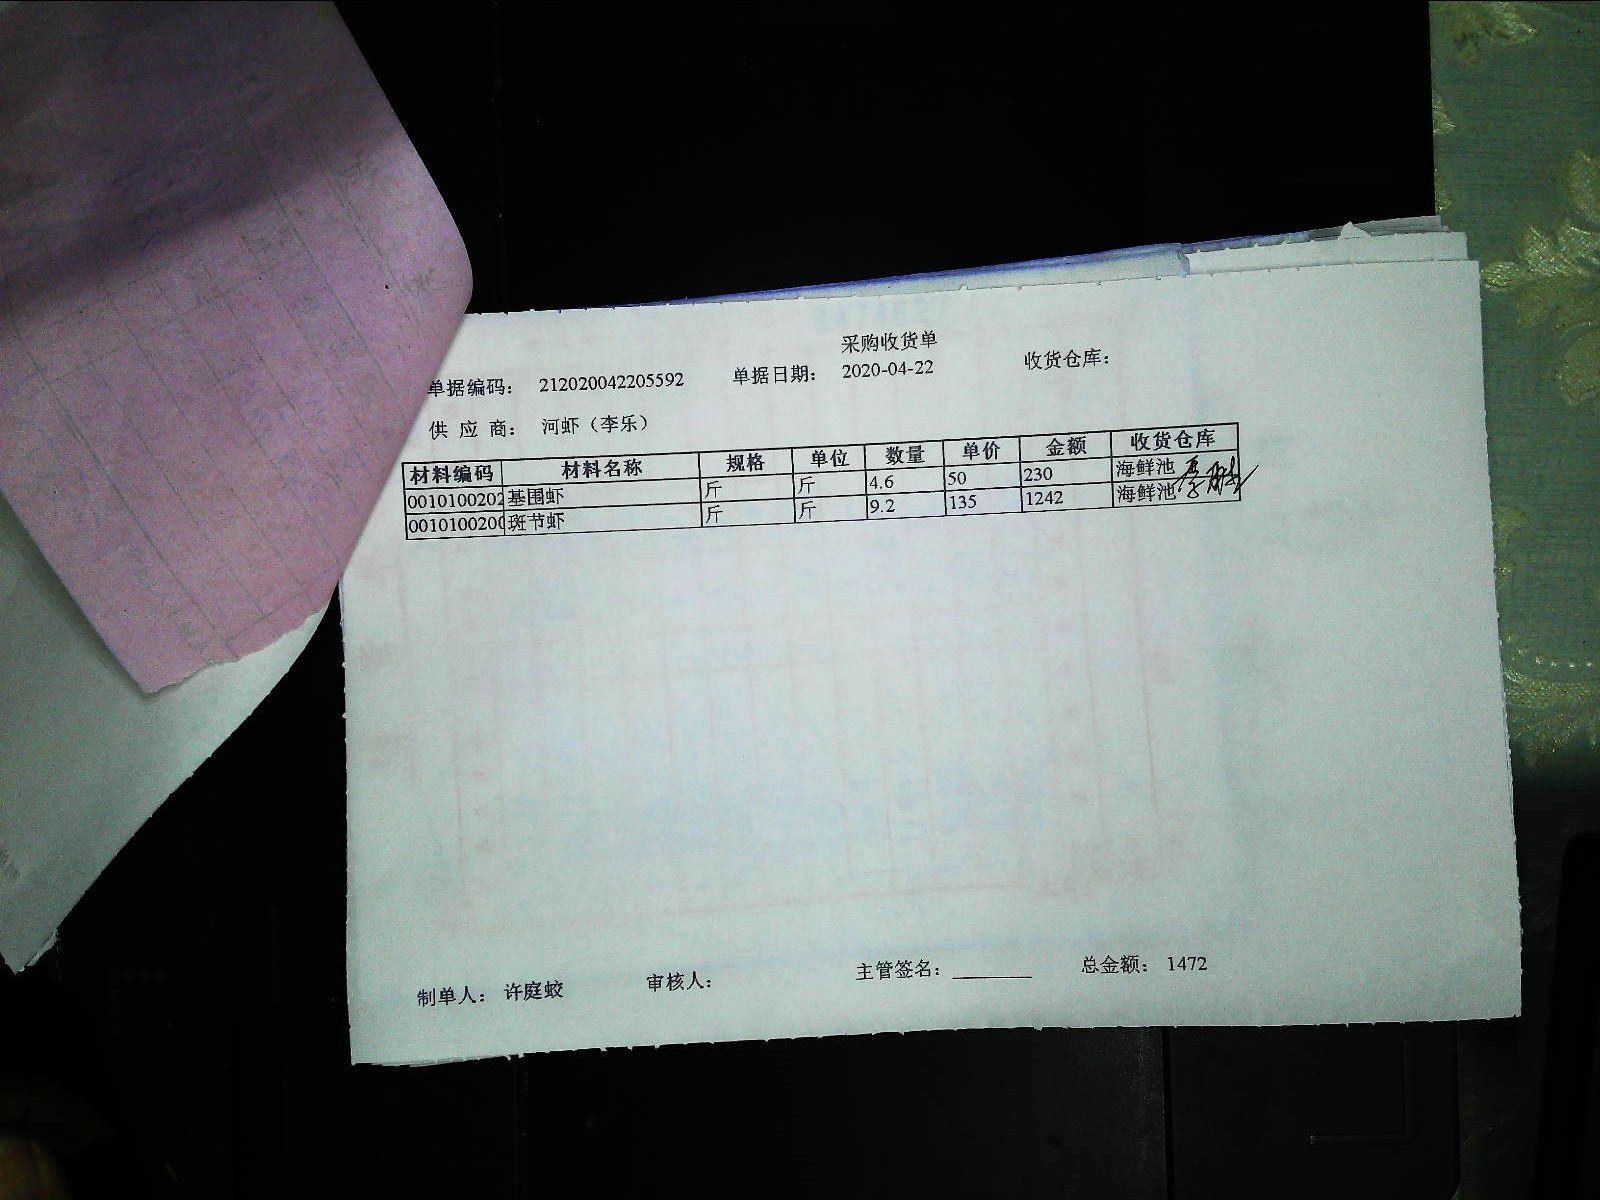 采购收货单
单据编码： 212020042205592 单据日期： 2020-04-22 收货仓库：
供 应 商： 河虾（李乐）
材料编码 材料名称 规格 单位 数量 单价 金额 收货仓库
0010100202 基围虾 斤 斤 4.6 50 230 海鲜池
0010100200 斑节虾 斤 斤 9.2 135 1242 海鲜池
制单人： 许庭蛟 审核人： 主管签名： 总金额： 1472